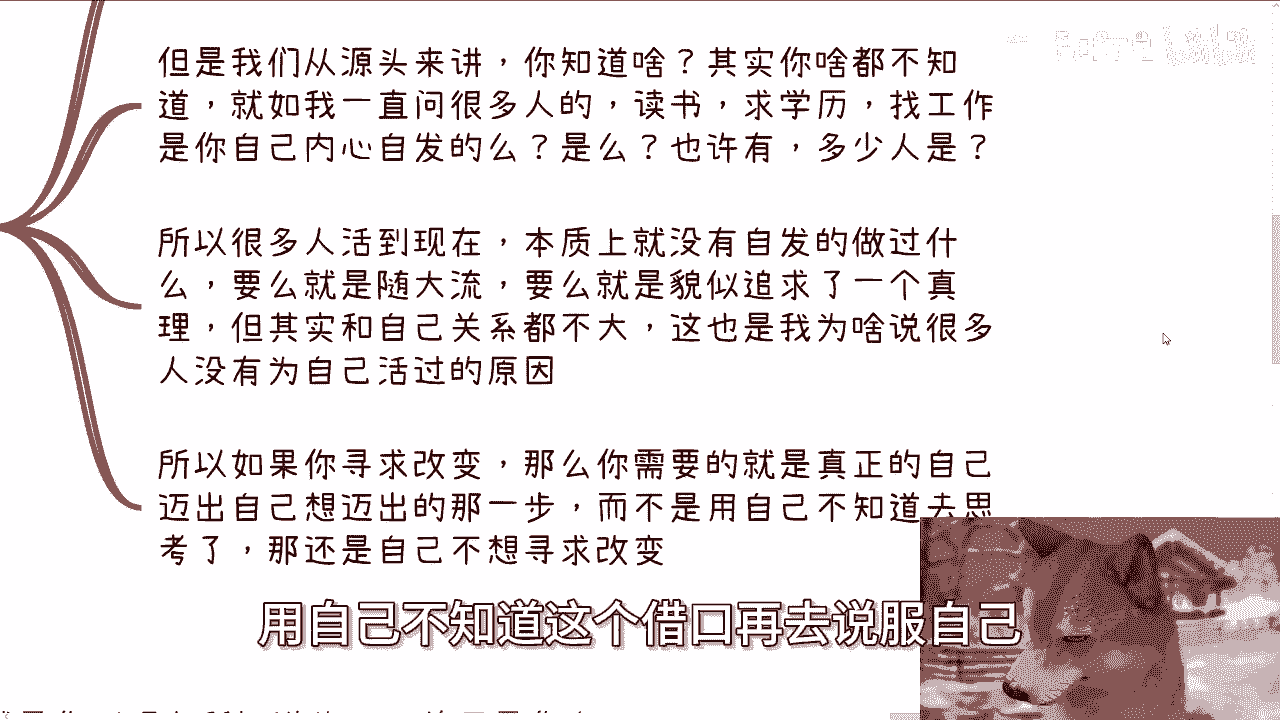 但是我们从源头来讲，你知道啥？其实你啥都不知
道，就如我一直问很多人的，读书，求学历，找工作
是你自己内心自发的么？是么？也许有，多少人是？
所以很多人活到现在，本质上就没有自发的做过什
么，要么就是随大流，要么就是貌似追求了一个真
理，但其实和自己关系都不大，这也是我为啥说很多
人没有为自己活过的原因
所以如果你寻求改变，那么你需要的就是真正的自己
迈出自己想迈出的那一步，而不是用自己不知道去思
考了，那还是自己不想寻求改变
用自己不知道这个借口再去说服自己